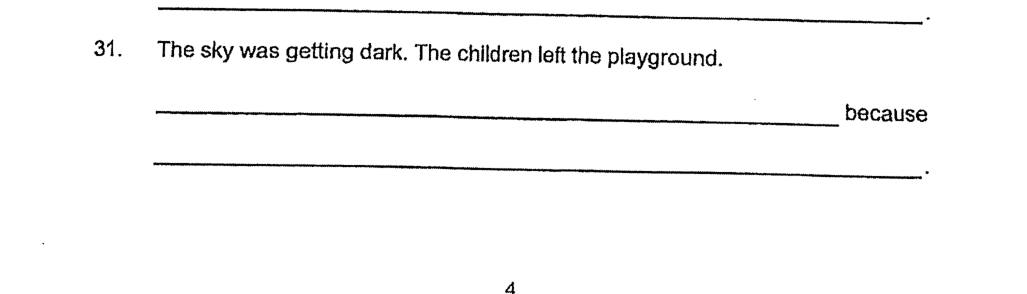 31. The sky was getting dark. The children left the playground.
because
.
4